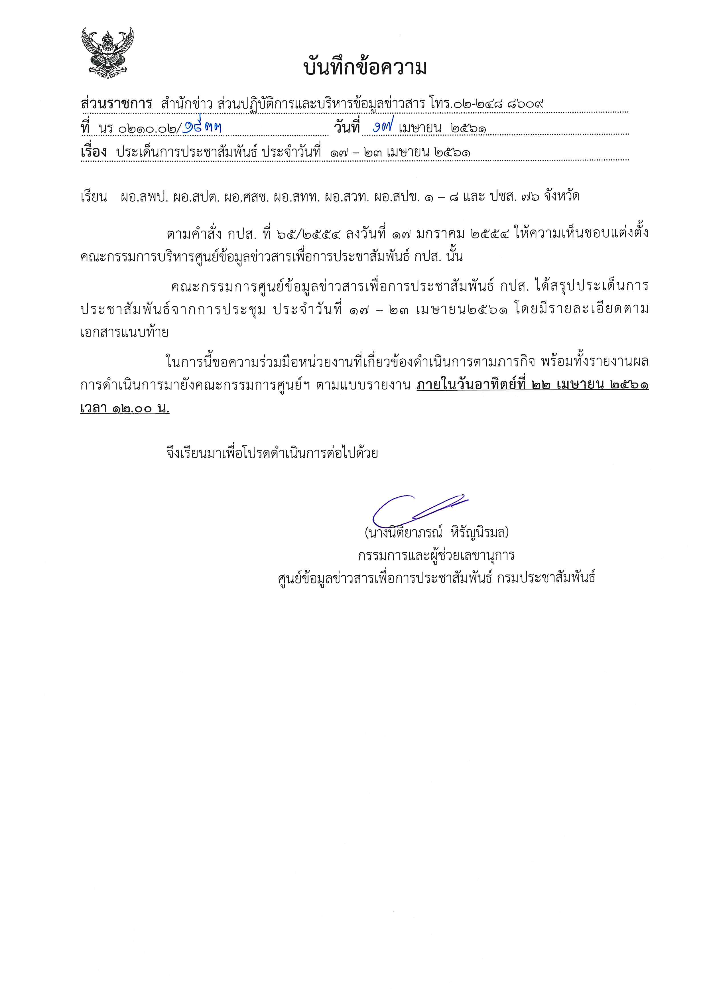 บันทึกข้อความ
ส่วนราชการ สำนักข่าว ส่วนปฏิบัติการและบริหารข้อมูลข่าวสาร โทร.๐๒-๒๔๘ ๘๖๐๙
ที่ นร ๐๒๑๐.๐๒/๑๙๓๓ วันที่ ๑๗ เมษายน ๒๕๖๑
เรื่อง ประเด็นการประชาสัมพันธ์ ประจำวันที่ ๑๗ – ๒๓ เมษายน ๒๕๖๑
เรียน ผอ.สพป. ผอ.สปต. ผอ.ศสช. ผอ.สทท. ผอ.สวท. ผอ.สปข. ๑ – ๘ และ ปชส. ๗๖ จังหวัด
ตามคำสั่ง กปส. ที่ ๖๕/๒๕๕๔ ลงวันที่ ๑๗ มกราคม ๒๕๕๔ ให้ความเห็นชอบแต่งตั้ง
คณะกรรมการบริหารศูนย์ข้อมูลข่าวสารเพื่อการประชาสัมพันธ์ กปส. นั้น
คณะกรรมการศูนย์ข้อมูลข่าวสารเพื่อการประชาสัมพันธ์ กปส. ได้สรุปประเด็นการ
ประชาสัมพันธ์จากการประชุม ประจำวันที่ ๑๗ – ๒๓ เมษายน๒๕๖๑ โดยมีรายละเอียดตาม
เอกสารแนบท้าย
ในการนี้ขอความร่วมมือหน่วยงานที่เกี่ยวข้องดำเนินการตามภารกิจ พร้อมทั้งรายงานผล
การดำเนินการมายังคณะกรรมการศูนย์ฯ ตามแบบรายงาน ภายในวันอาทิตย์ที่ ๒๒ เมษายน ๒๕๖๑
เวลา ๑๒.๐๐ น.
จึงเรียนมาเพื่อโปรดดำเนินการต่อไปด้วย
(นางนิติยาภรณ์ หิรัญนิรมล)
กรรมการและผู้ช่วยเลขานุการ
ศูนย์ข้อมูลข่าวสารเพื่อการประชาสัมพันธ์ กรมประชาสัมพันธ์